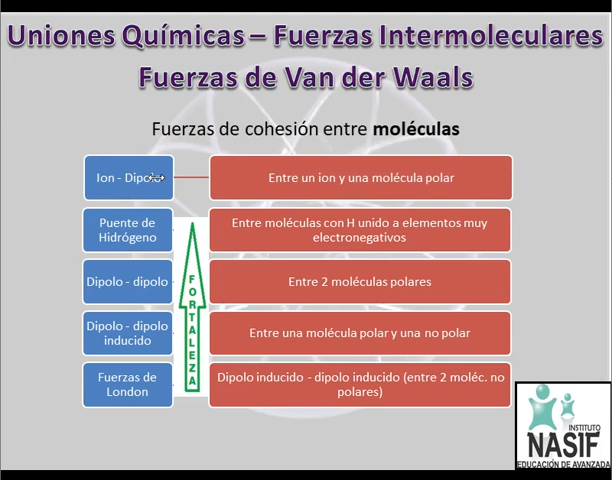 Uniones Químicas – Fuerzas Intermoleculares
Fuerzas de Van der Waals
Fuerzas de cohesión entre moléculas
Ion - Dipolo
Entre un ion y una molécula polar
Puente de
Hidrógeno
Entre moléculas con H unido a elementos muy
electronegativos
Dipolo - dipolo
Entre 2 moléculas polares
Dipolo - dipolo
inducido
Entre una molécula polar y una no polar
Fuerzas de
London
Dipolo inducido - dipolo inducido (entre 2 moléc. no
polares)
FORTALEZA
INSTITUTO
NASIF
EDUCACIÓN DE AVANZADA